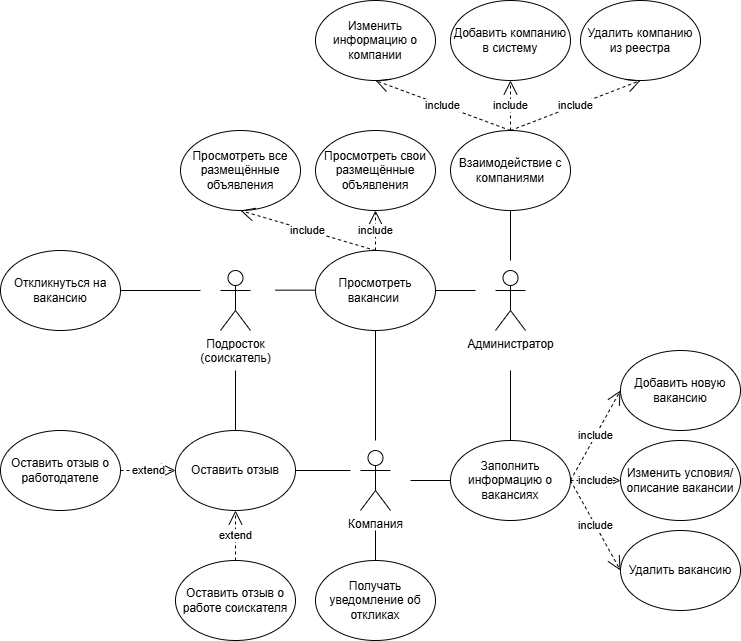 Изменить
информацию о
компании
Добавить компанию
в систему
Удалить компанию
из реестра
include
include
include
Просмотреть все
размещённые
объявления
Просмотреть свои
размещённые
объявления
Взаимодействие с
компаниями
include
include
Откликнуться на
вакансию
Просмотреть
вакансии
Подросток
(соискатель)
Администратор
Добавить новую
вакансию
include
Оставить отзыв о
работодателе
extend
Оставить отзыв
Заполнить
информацию о
вакансиях
include
Изменить условия/
описание вакансии
Компания
include
extend
Удалить вакансию
Оставить отзыв о
работе соискателя
Получать
уведомление об
откликах